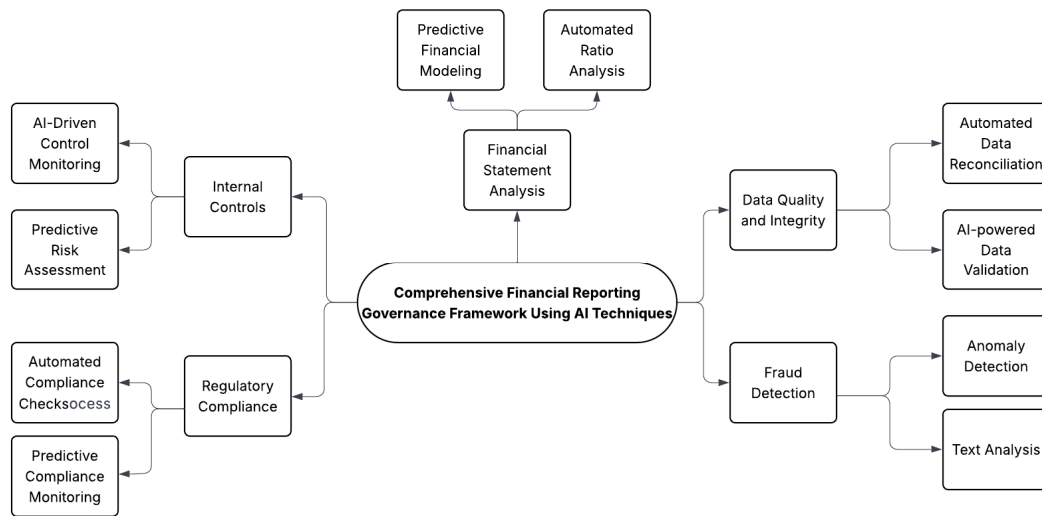 Predictive
Financial
Modeling
Automated
Ratio
Analysis
AI-Driven
Control
Monitoring
Automated
Data
Reconciliation
Financial
Statement
Analysis
Internal
Controls
Data Quality
and Integrity
Predictive
Risk
Assessment
AI-powered
Data
Validation
Comprehensive Financial Reporting
Governance Framework Using AI Techniques
Automated
Compliance
Checksocess
Regulatory
Compliance
Fraud
Detection
Anomaly
Detection
Predictive
Compliance
Monitoring
Text Analysis